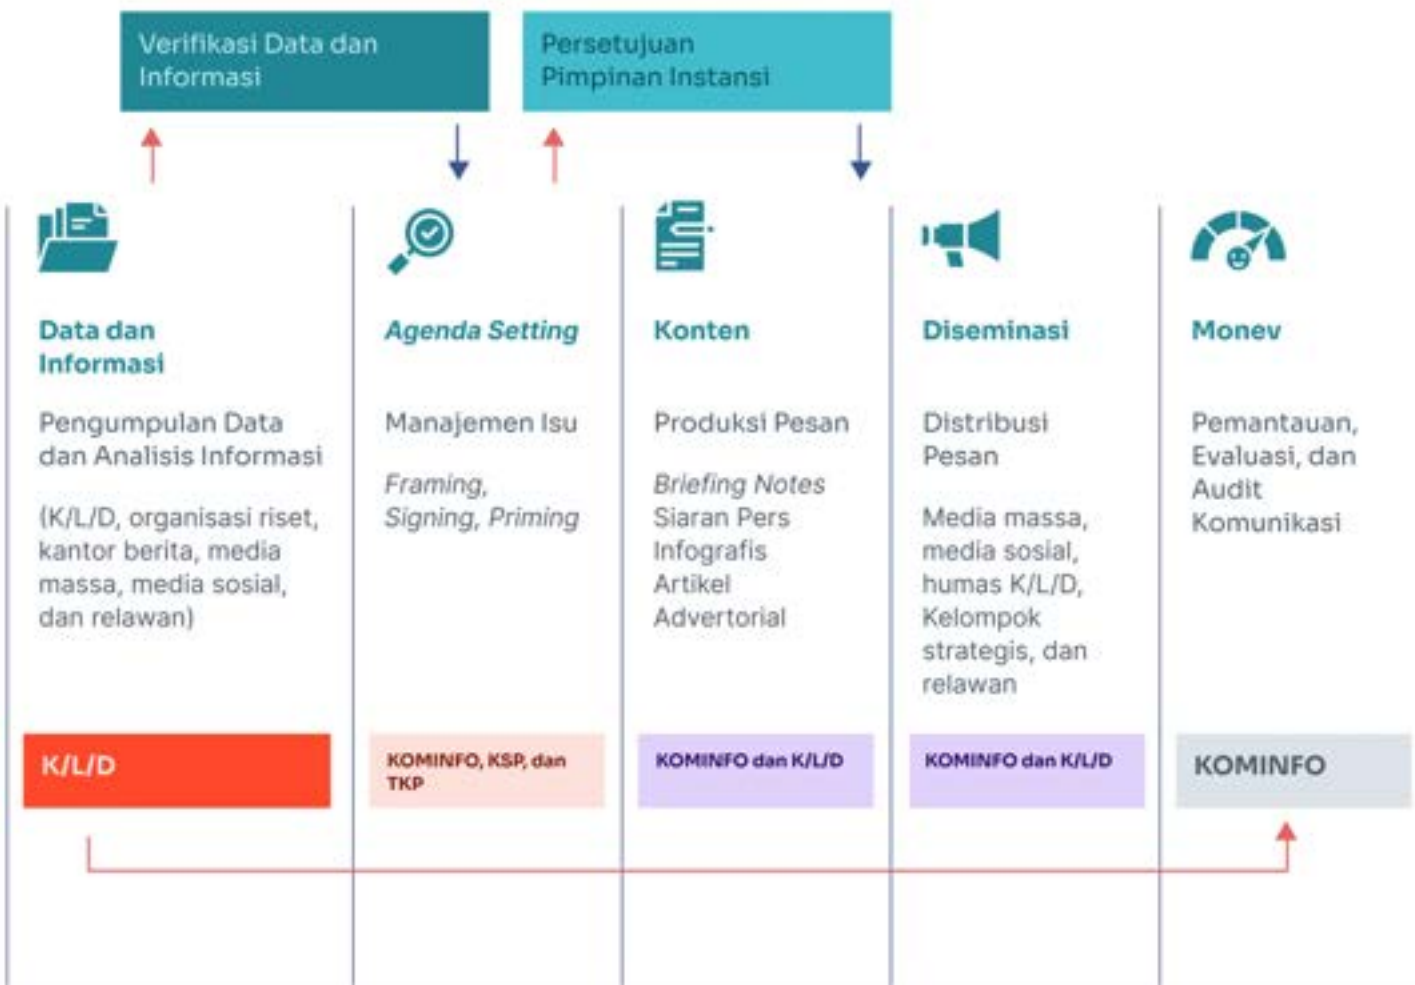 Verifikasi Data dan
Informasi
Persetujuan
Pimpinan Instansi
Data dan
Informasi
Pengumpulan Data
dan Analisis Informasi
(K/L/D, organisasi riset,
kantor berita, media
massa, media sosial,
dan relawan)
K/L/D
Agenda Setting
Manajemen Isu
Framing,
Signing, Priming
KOMINFO, KSP, dan
TKP
Konten
Produksi Pesan
Briefing Notes
Siaran Pers
Infografis
Artikel
Advertorial
KOMINFO dan K/L/D
Diseminasi
Distribusi
Pesan
Media massa,
media sosial,
humas K/L/D,
Kelompok
strategis, dan
relawan
KOMINFO dan K/L/D
Monev
Pemantauan,
Evaluasi, dan
Audit
Komunikasi
KOMINFO